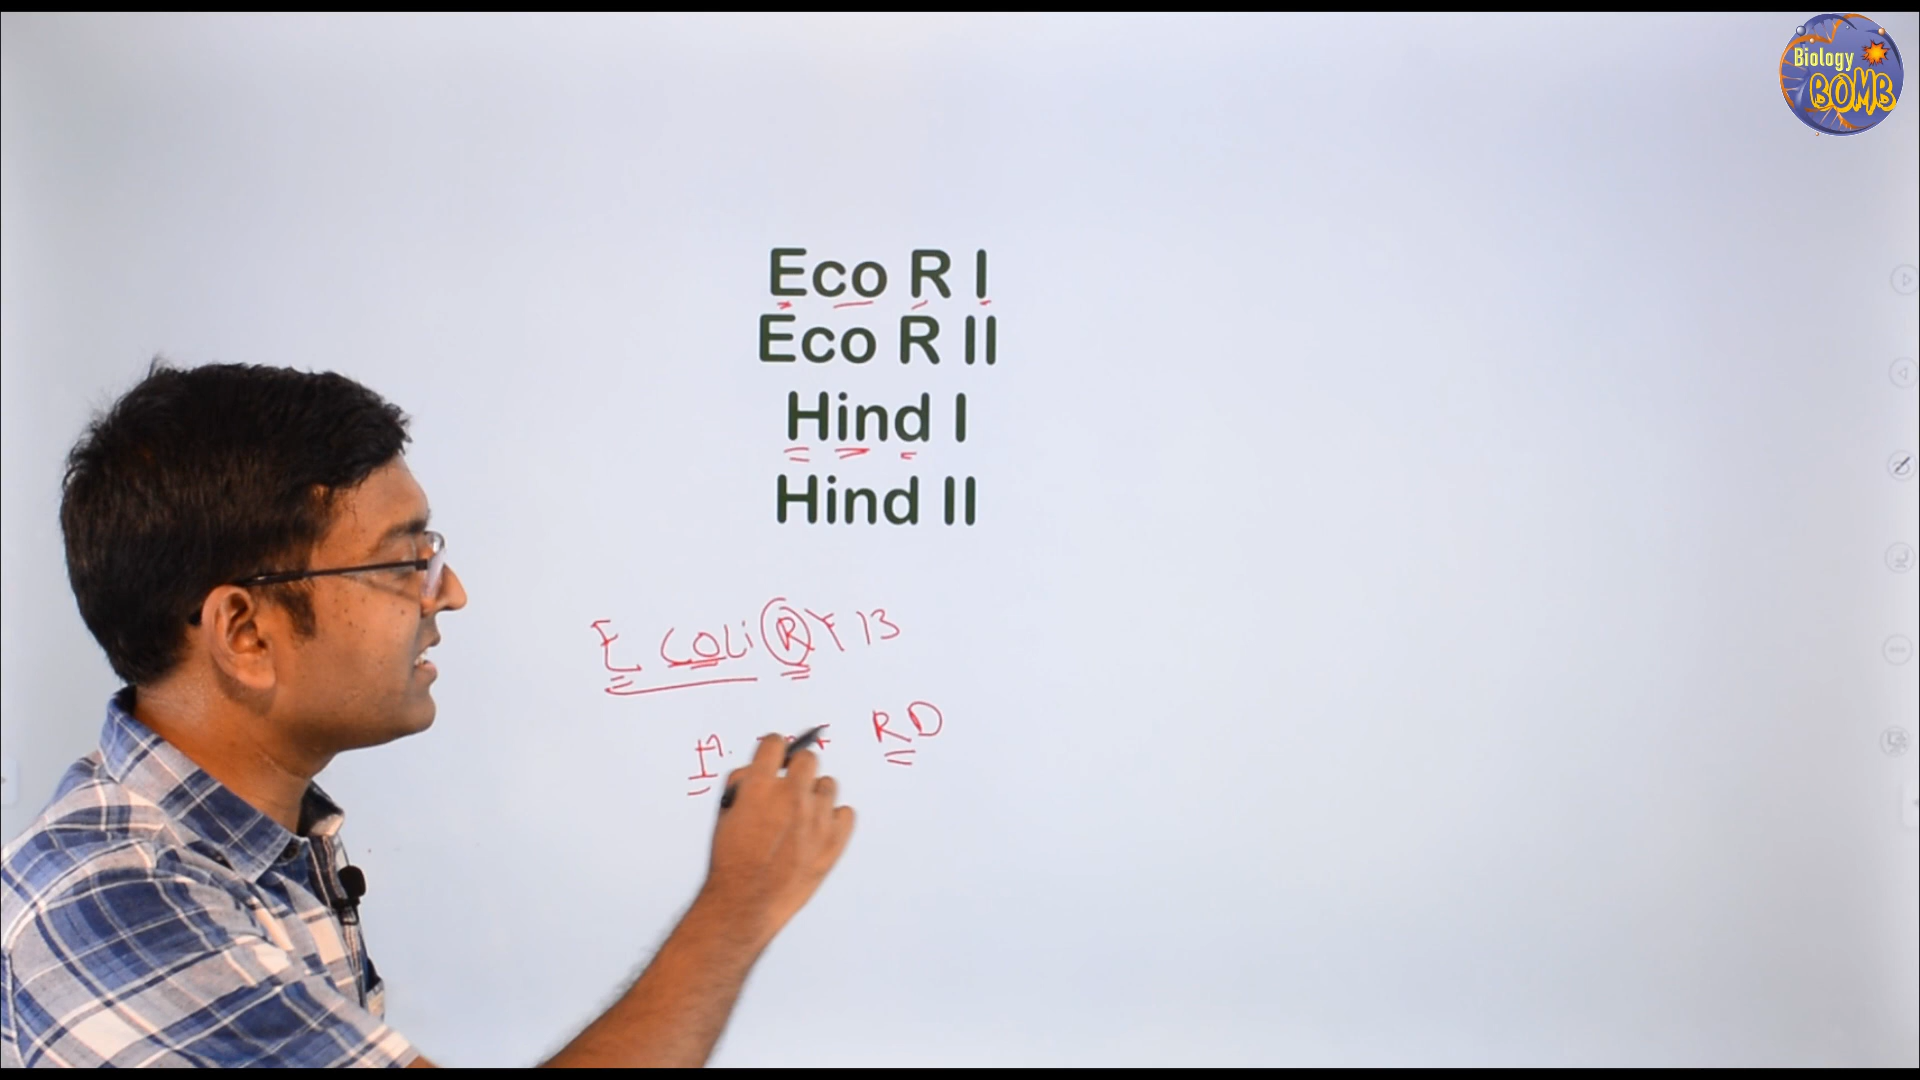 Biology
BOMB
Eco R I
Eco R II
Hind I
Hind II
E coli R Y 13
H. RD